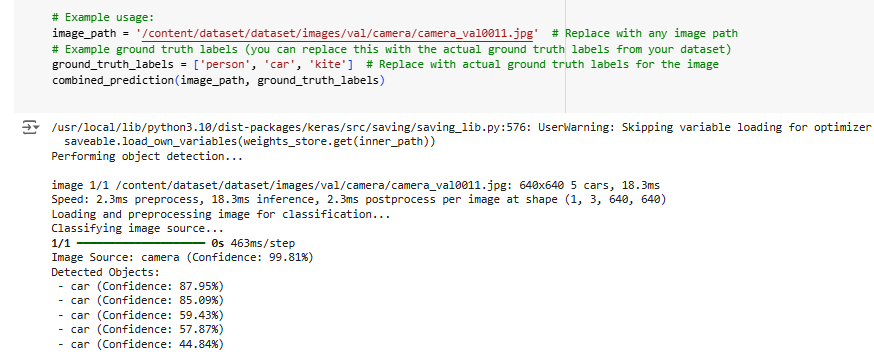 # Example usage:
image_path = '/content/dataset/dataset/images/val/camera/camera_val0011.jpg'  # Replace with any image path
# Example ground truth labels (you can replace this with the actual ground truth labels from your dataset)
ground_truth_labels = ['person', 'car', 'kite']  # Replace with actual ground truth labels for the image
combined_prediction(image_path, ground_truth_labels)
/usr/local/lib/python3.10/dist-packages/keras/src/saving/saving_lib.py:576: UserWarning: Skipping variable loading for optimizer
  saveable.load_own_variables(weights_store.get(inner_path))
Performing object detection...
image 1/1 /content/dataset/dataset/images/val/camera/camera_val0011.jpg: 640x640 5 cars, 18.3ms
Speed: 2.3ms preprocess, 18.3ms inference, 2.3ms postprocess per image at shape (1, 3, 640, 640)
Loading and preprocessing image for classification...
Classifying image source...
1/1 ━━━━━━━━━━━━━━━━━━━━ 0s 463ms/step
Image Source: camera (Confidence: 99.81%)
Detected Objects:
 - car (Confidence: 87.95%)
 - car (Confidence: 85.09%)
 - car (Confidence: 59.43%)
 - car (Confidence: 57.87%)
 - car (Confidence: 44.84%)